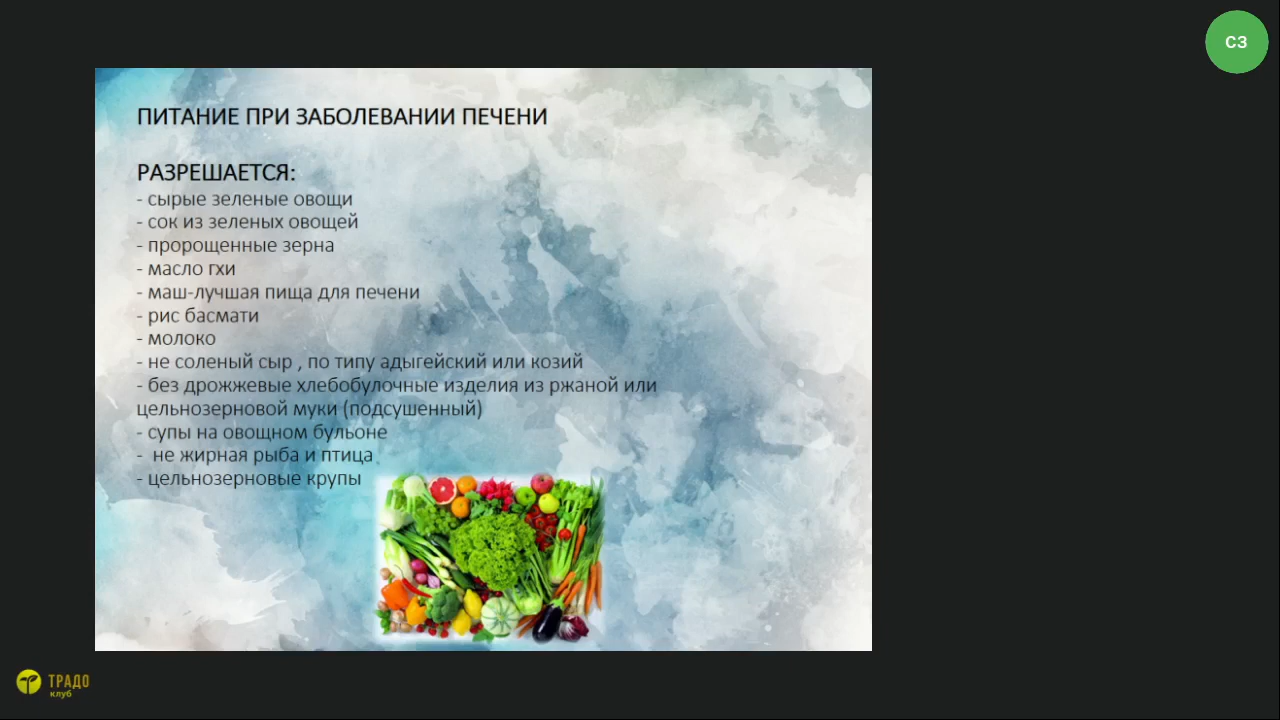 СЗ
ПИТАНИЕ ПРИ ЗАБОЛЕВАНИИ ПЕЧЕНИ
РАЗРЕШАЕТСЯ:
- сырые зеленые овощи
- сок из зеленых овощей
- пророщенные зерна
- масло гхи
- маш-лучшая пища для печени
- рис басмати
- молоко
- не соленый сыр , по типу адыгейский или козий
- без дрожжевые хлебобулочные изделия из ржаной или
цельнозерновой муки (подсушенный)
- супы на овощном бульоне
-  не жирная рыба и птица
- цельнозерновые крупы
ТРАДО
клуб